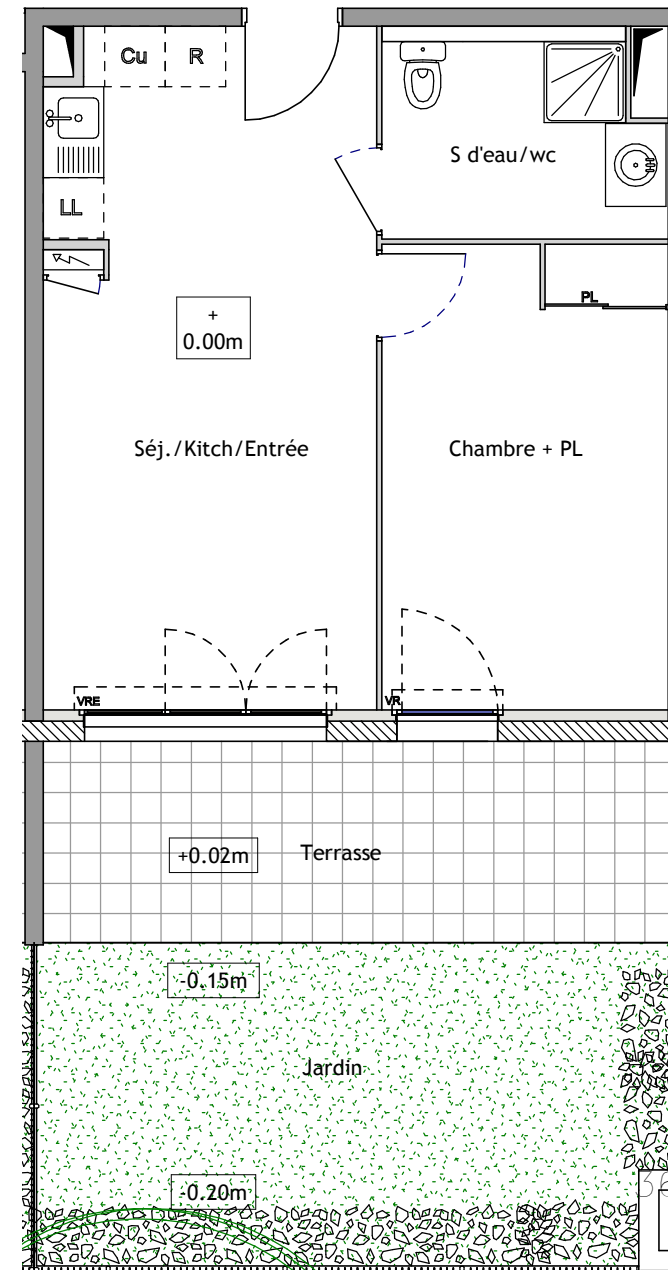 Cu
R
S d'eau/wc
LL
PL
+
0.00m
Séj./Kitch/Entrée
Chambre + PL
VRE
VR
+0.02m
Terrasse
-0.15m
Jardin
-0.20m